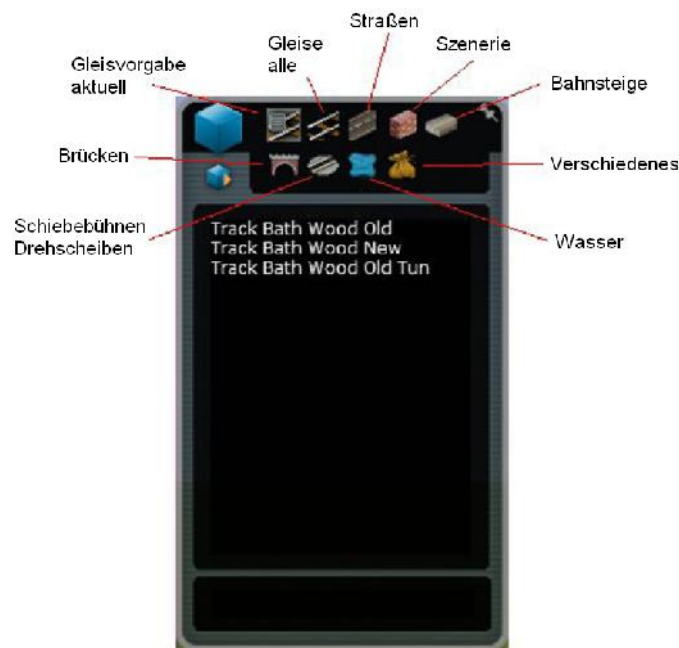 Straßen
Gleise
alle
Szenerie
Gleisvorgabe
aktuell
Bahnsteige
Brücken
Verschiedenes
Schiebebühnen
Drehscheiben
Wasser
Track Bath Wood Old
Track Bath Wood New
Track Bath Wood Old Tun